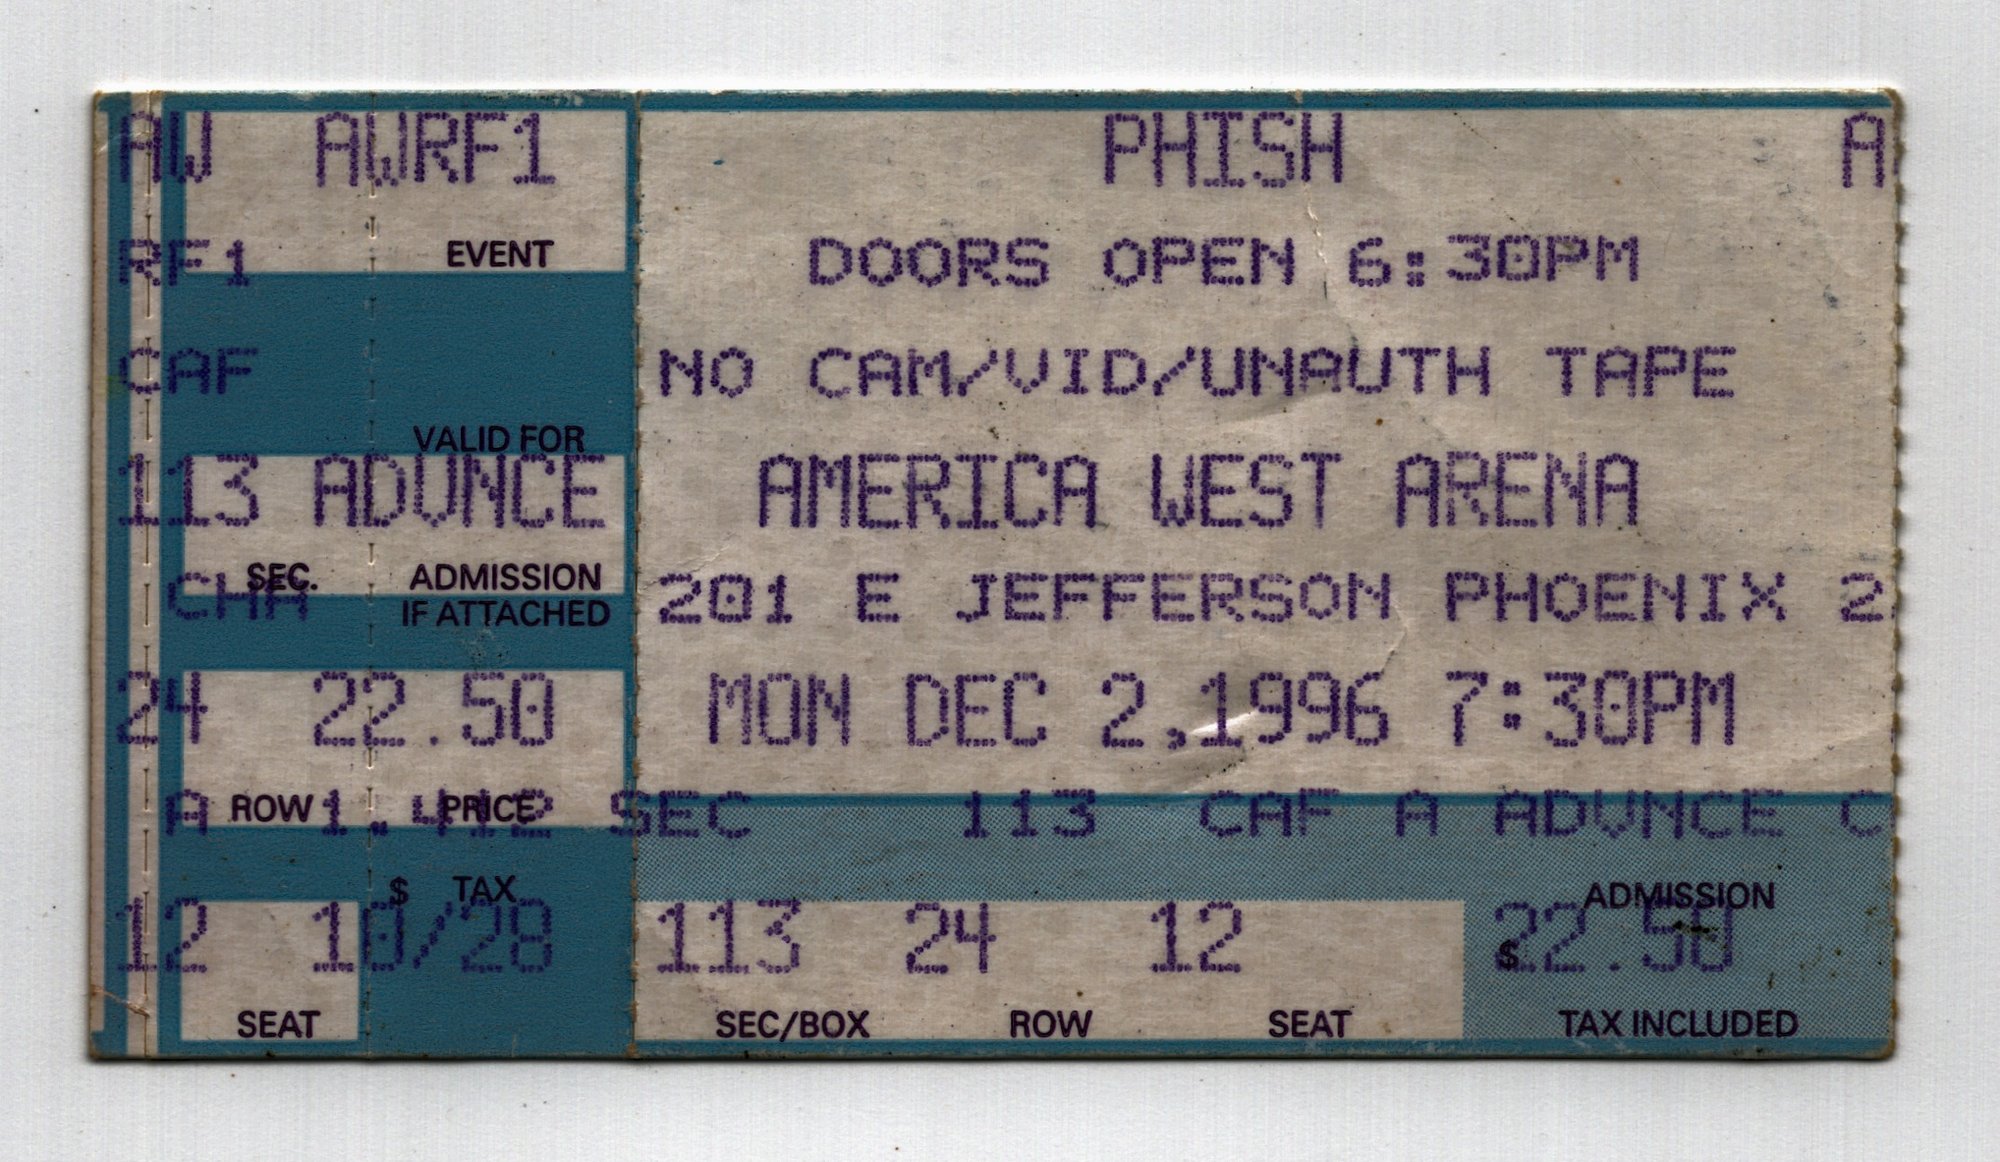 AW AWRF1 PHISH A
EVENT
RF1 DOORS OPEN 6:30PM
CAF NO CAM/VID/UNAUTH TAPE
VALID FOR
113 ADVNCE AMERICA WEST ARENA
SEC. ADMISSION
CHA IF ATTACHED 201 E JEFFERSON PHOENIX 2
24 22.50 MON DEC 2,1996 7:30PM
ROW PRICE
A 1.412 SEC 113 CAF A ADVNCE C
$ TAX ADMISSION
12 10/28 113 24 12 $22.50
SEAT SEC/BOX ROW SEAT TAX INCLUDED